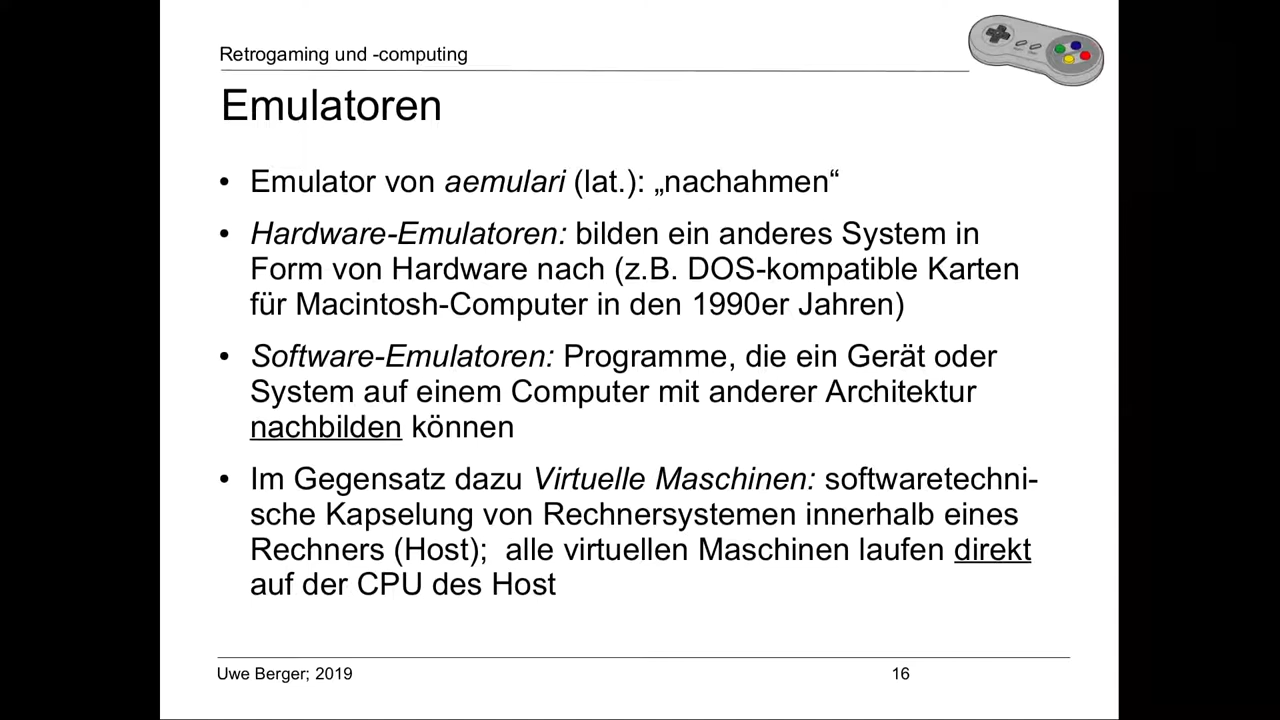 Retrogaming und -computing
Emulatoren
• Emulator von aemulari (lat.): „nachahmen“
• Hardware-Emulatoren: bilden ein anderes System in
Form von Hardware nach (z.B. DOS-kompatible Karten
für Macintosh-Computer in den 1990er Jahren)
• Software-Emulatoren: Programme, die ein Gerät oder
System auf einem Computer mit anderer Architektur
nachbilden können
• Im Gegensatz dazu Virtuelle Maschinen: softwaretechni-
sche Kapselung von Rechnersystemen innerhalb eines
Rechners (Host);  alle virtuellen Maschinen laufen direkt
auf der CPU des Host
Uwe Berger; 2019 16